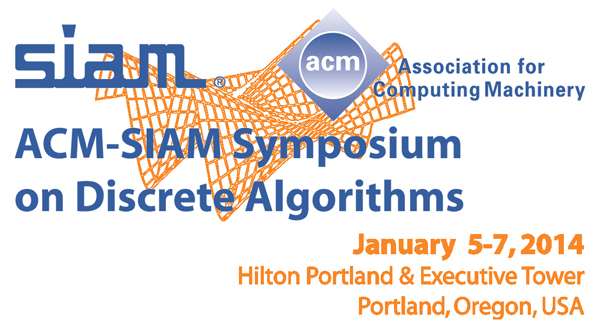 siam®
acm
Association for
Computing Machinery
ACM-SIAM Symposium
on Discrete Algorithms
January 5-7, 2014
Hilton Portland & Executive Tower
Portland, Oregon, USA